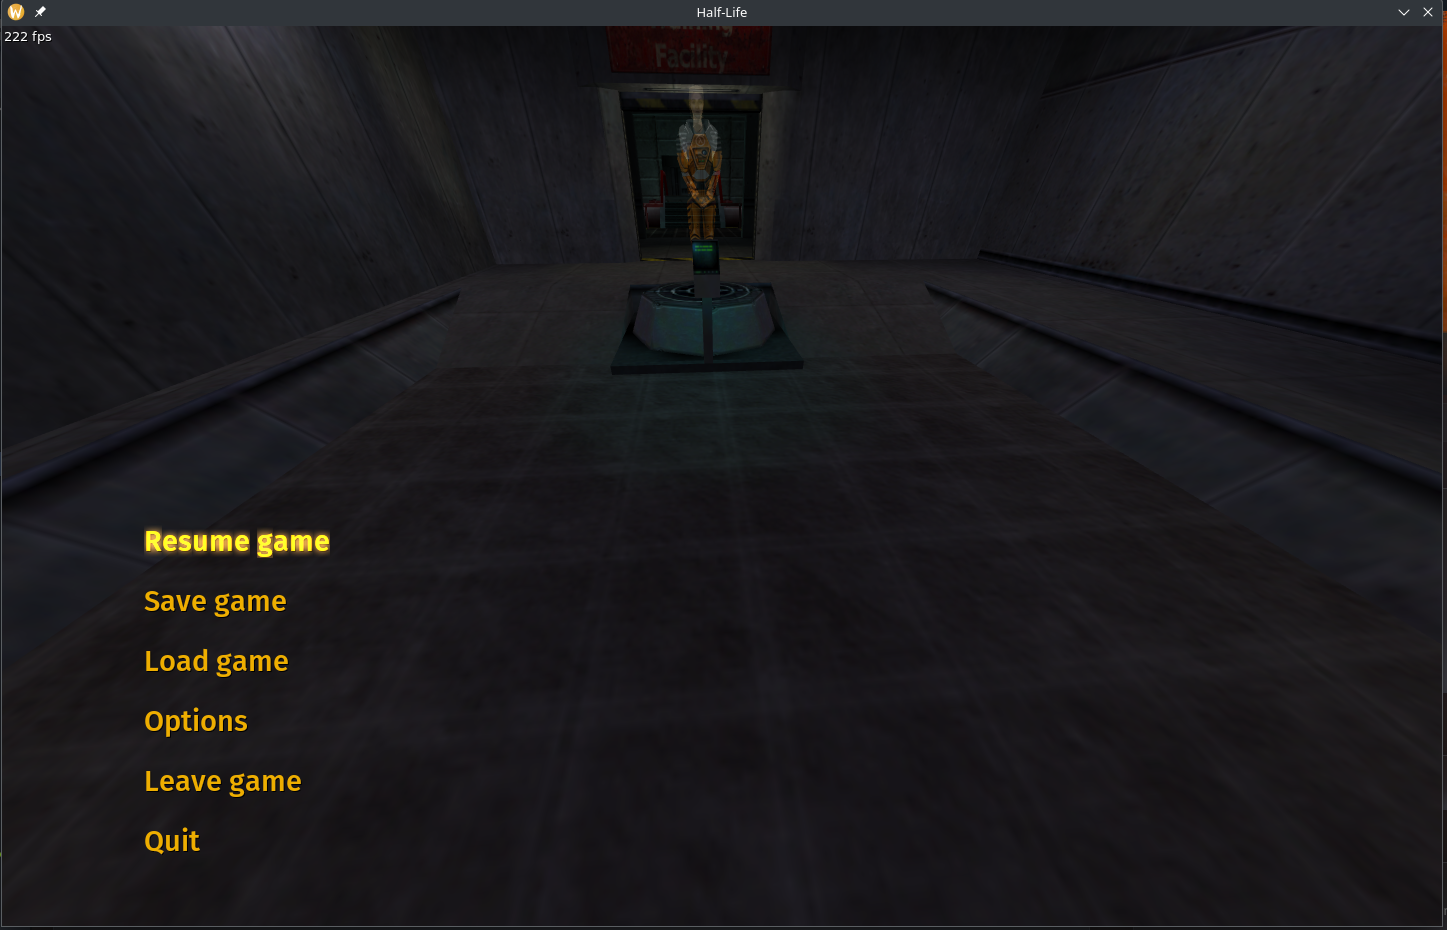 Half-Life
222 fps
Facility
Resume game
Save game
Load game
Options
Leave game
Quit